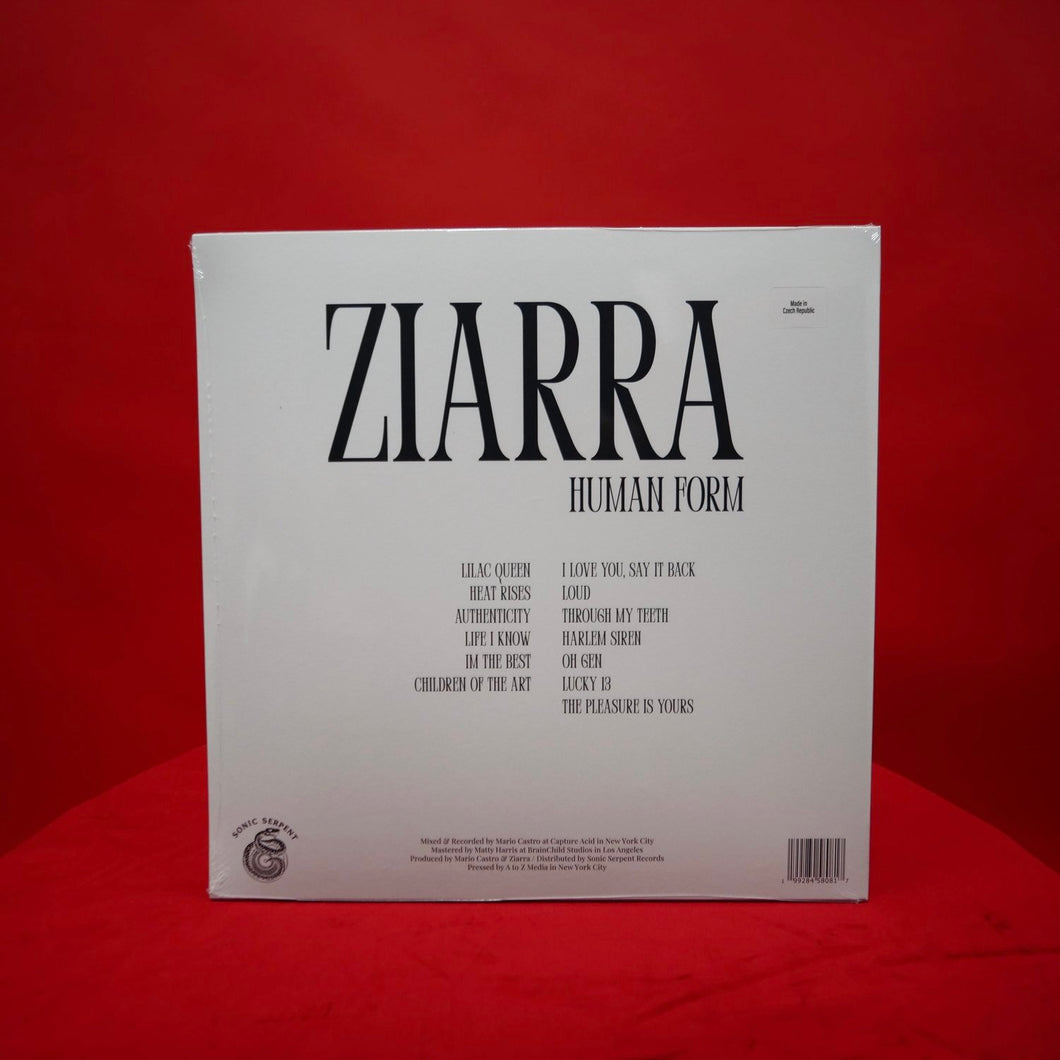 Made in
Czech Republic
ZIARRA
HUMAN FORM
LILAC QUEEN
HEAT RISES
AUTHENTICITY
LIFE I KNOW
IM THE BEST
CHILDREN OF THE ART
I LOVE YOU, SAY IT BACK
LOUD
THROUGH MY TEETH
HARLEM SIREN
OH GEN
LUCKY 13
THE PLEASURE IS YOURS
SONIC SERPENT
Mixed & Recorded by Mario Castro at Capture Acid in New York City
Mastered by Matty Harris at BrainChild Studios in Los Angeles
Produced by Mario Castro & Ziarra / Distributed by Sonic Serpent Records
Pressed by A to Z Media in New York City
1 99284 58081 7